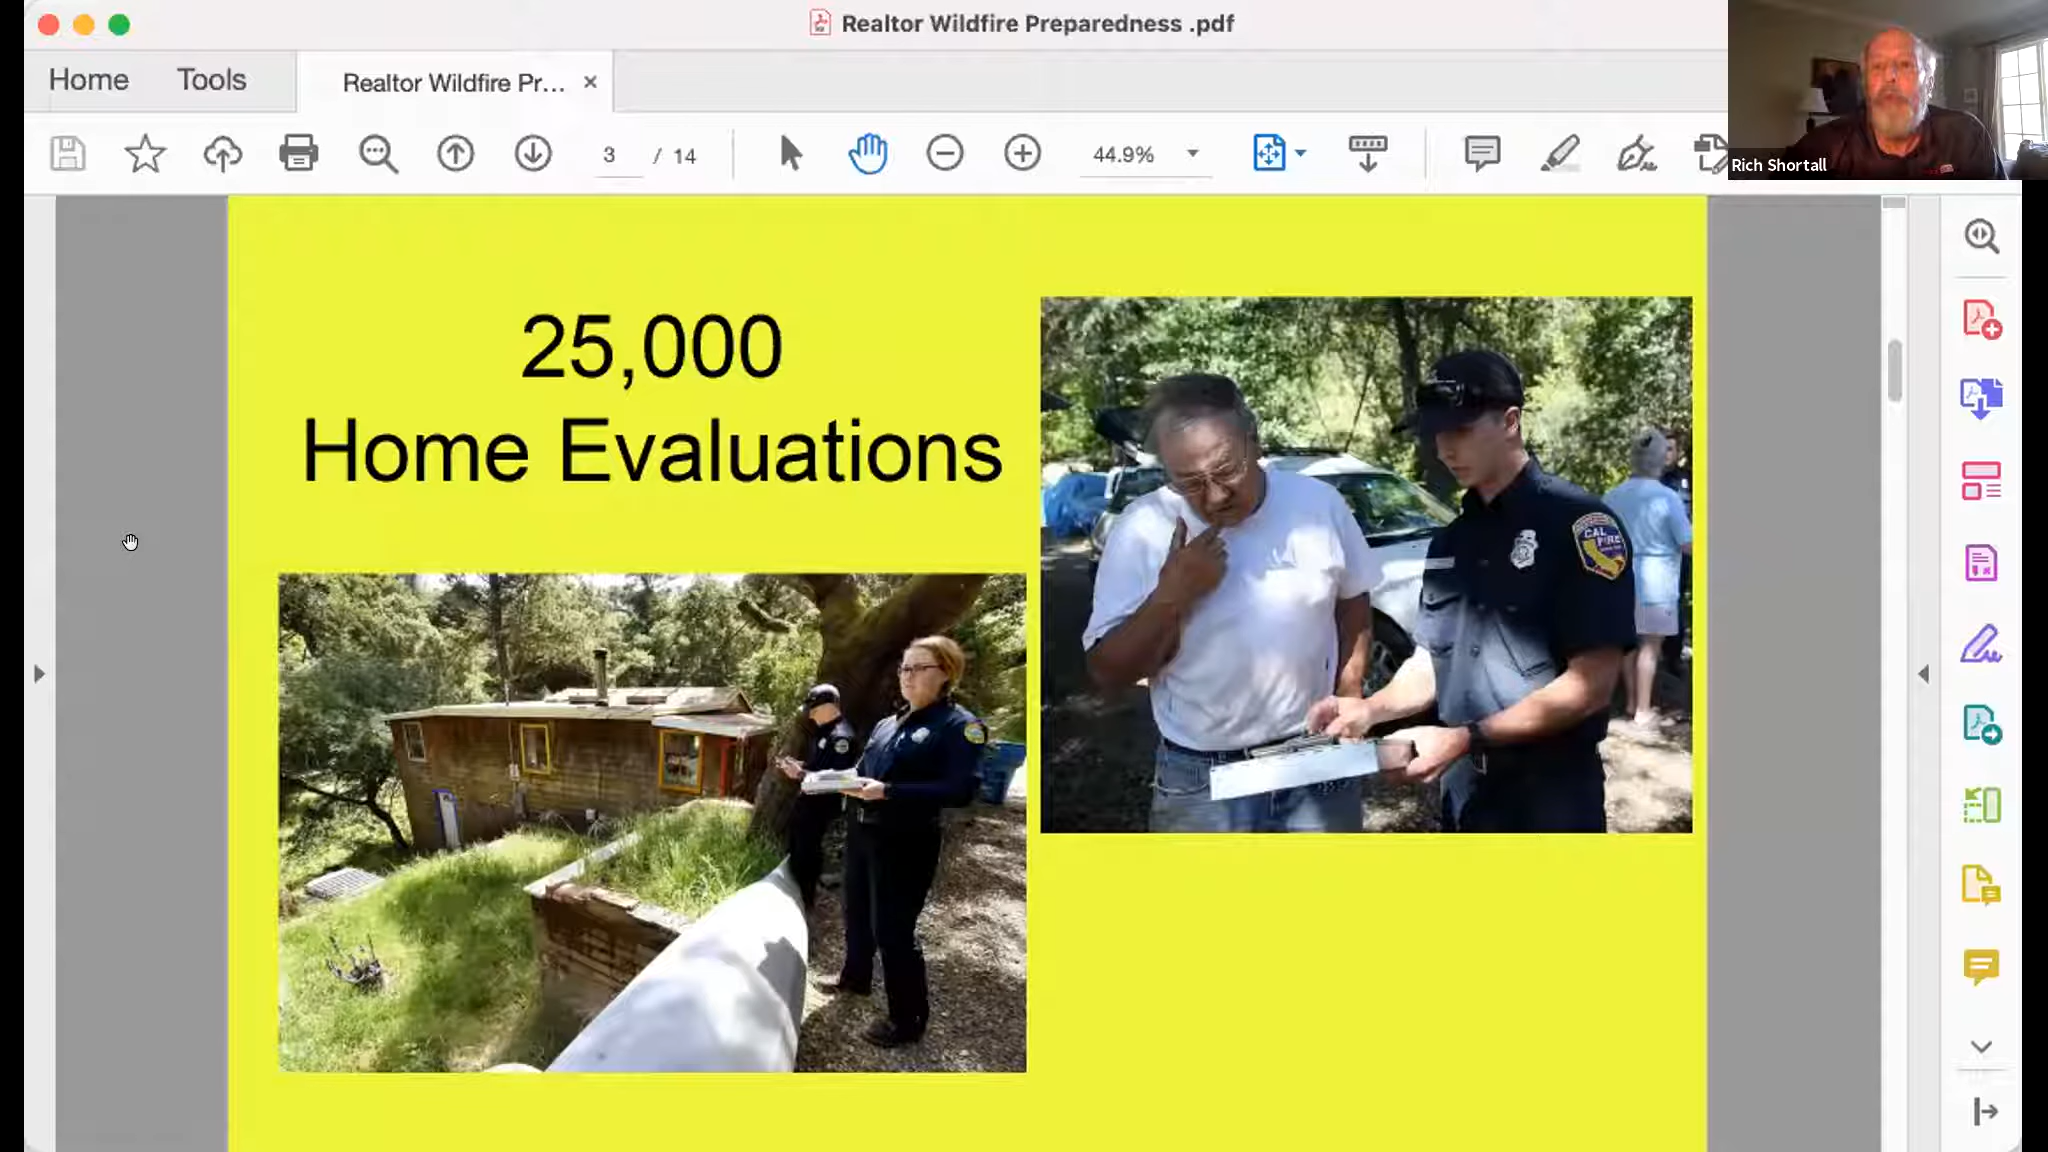 Realtor Wildfire Preparedness .pdf
Home
Tools
Realtor Wildfire Pr...
3 / 14
44.9%
Rich Shortall
25,000
Home Evaluations
CAL
FIRE